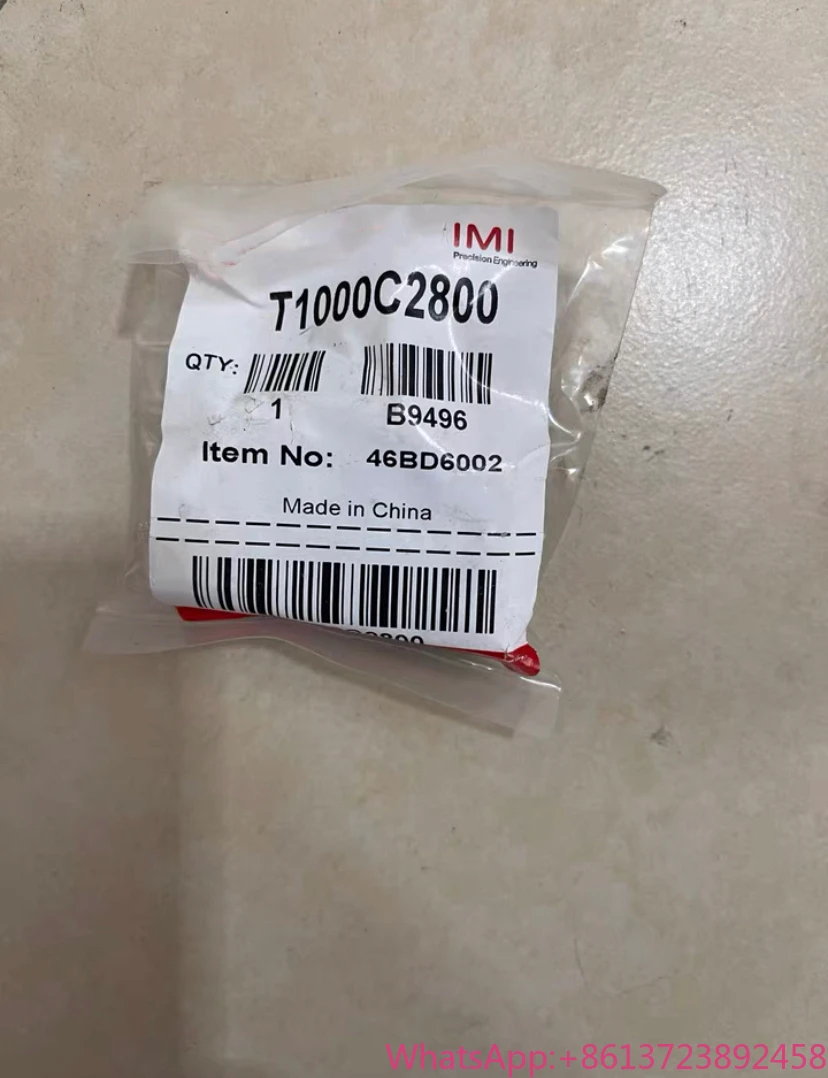 IMI
Precision Engineering
T1000C2800
QTY:
1
B9496
Item No: 46BD6002
Made in China
WhatsApp:+8613723892458